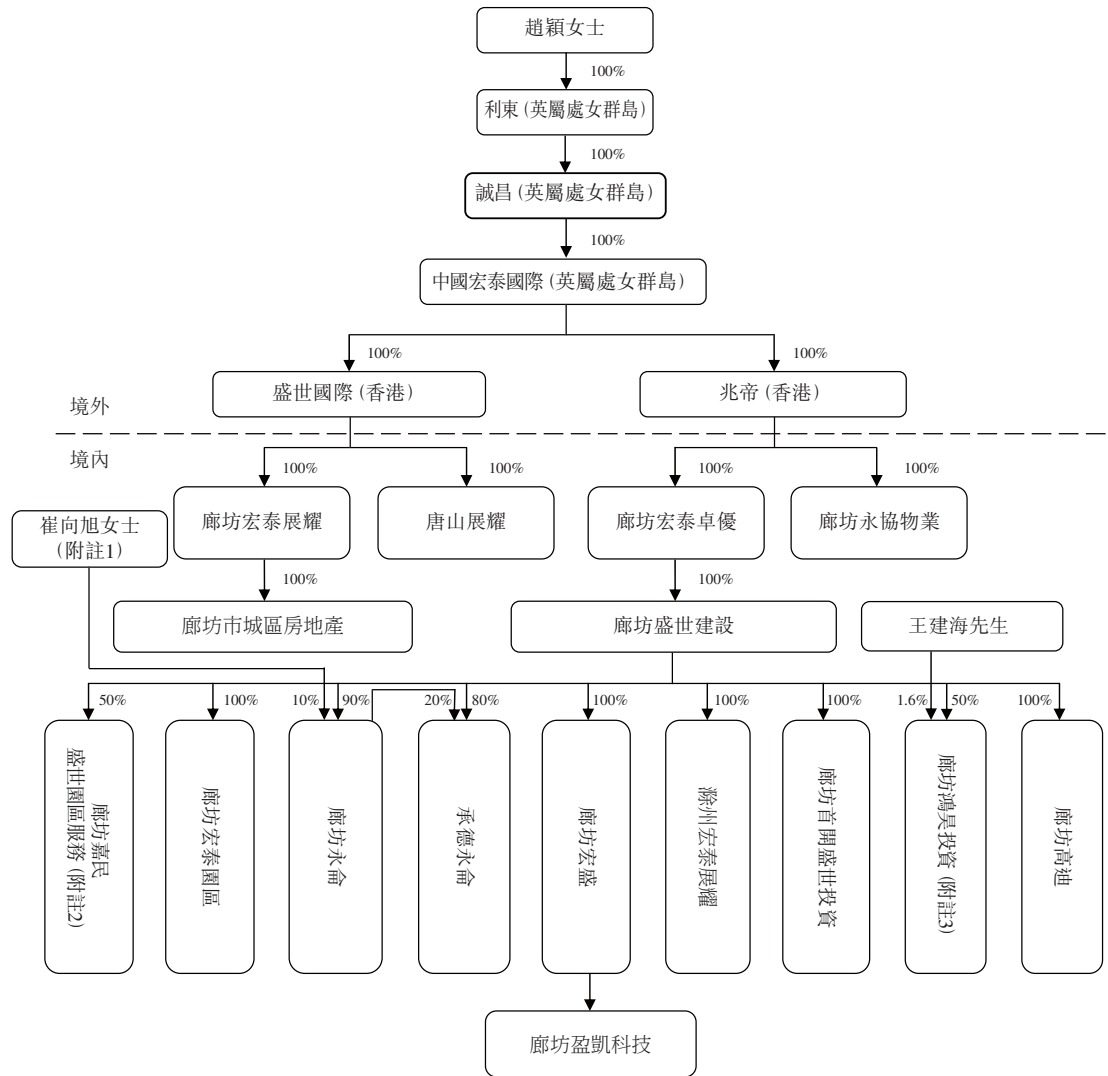 趙穎女士
100%
利東 (英屬處女群島)
100%
誠昌 (英屬處女群島)
100%
中國宏泰國際 (英屬處女群島)
100%
100%
盛世國際 (香港)
兆帝 (香港)
境外
境內
100%
100%
100%
100%
崔向旭女士
(附註1)
廊坊宏泰展耀
唐山展耀
廊坊宏泰卓優
廊坊永協物業
100%
100%
廊坊市城區房地產
廊坊盛世建設
王建海先生
50%
100%
10%
90%
20%
80%
100%
100%
100%
1.6%
50%
100%
廊坊嘉民
盛世園區服務 (附註2)
廊坊宏泰園區
廊坊永侖
承德永侖
廊坊宏盛
滁州宏泰展耀
廊坊首開盛世投資
廊坊鴻昊投資 (附註3)
廊坊高迪
廊坊盈凱科技